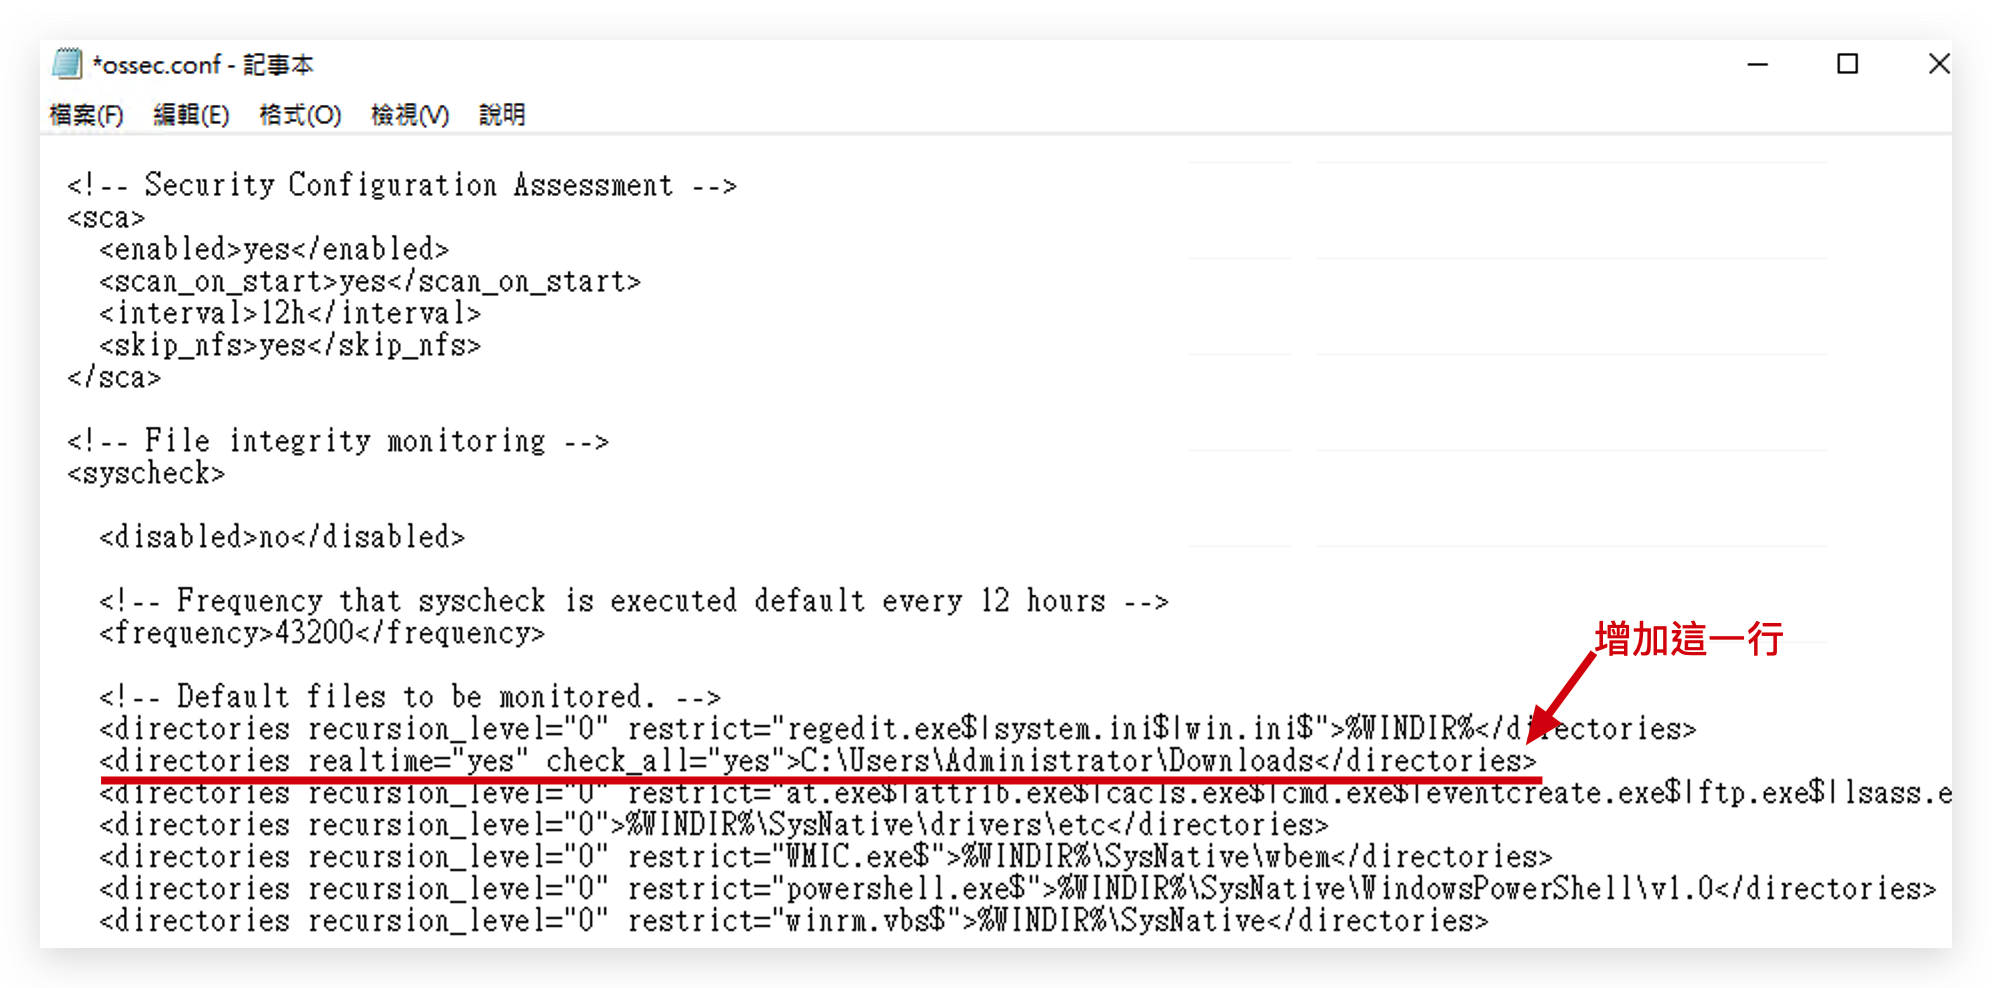 *ossec.conf - 記事本
檔案(F) 編輯(E) 格式(O) 檢視(V) 說明
<!-- Security Configuration Assessment -->
<sca>
<enabled>yes</enabled>
<scan_on_start>yes</scan_on_start>
<interval>12h</interval>
<skip_nfs>yes</skip_nfs>
</sca>
<!-- File integrity monitoring -->
<syscheck>
<disabled>no</disabled>
<!-- Frequency that syscheck is executed default every 12 hours -->
<frequency>43200</frequency>
增加這一行
<!-- Default files to be monitored. -->
<directories recursion_level="0" restrict="regedit.exe$|system.ini$|win.ini$">%WINDIR%</directories>
<directories realtime="yes" check_all="yes">C:\Users\Administrator\Downloads</directories>
<directories recursion_level="0" restrict="at.exe$|attrib.exe$|cacls.exe$|cmd.exe$|eventcreate.exe$|ftp.exe$|lsass.e
<directories recursion_level="0">%WINDIR%\SysNative\drivers\etc</directories>
<directories recursion_level="0" restrict="WMIC.exe$">%WINDIR%\SysNative\wbem</directories>
<directories recursion_level="0" restrict="powershell.exe$">%WINDIR%\SysNative\WindowsPowerShell\v1.0</directories>
<directories recursion_level="0" restrict="winrm.vbs$">%WINDIR%\SysNative</directories>